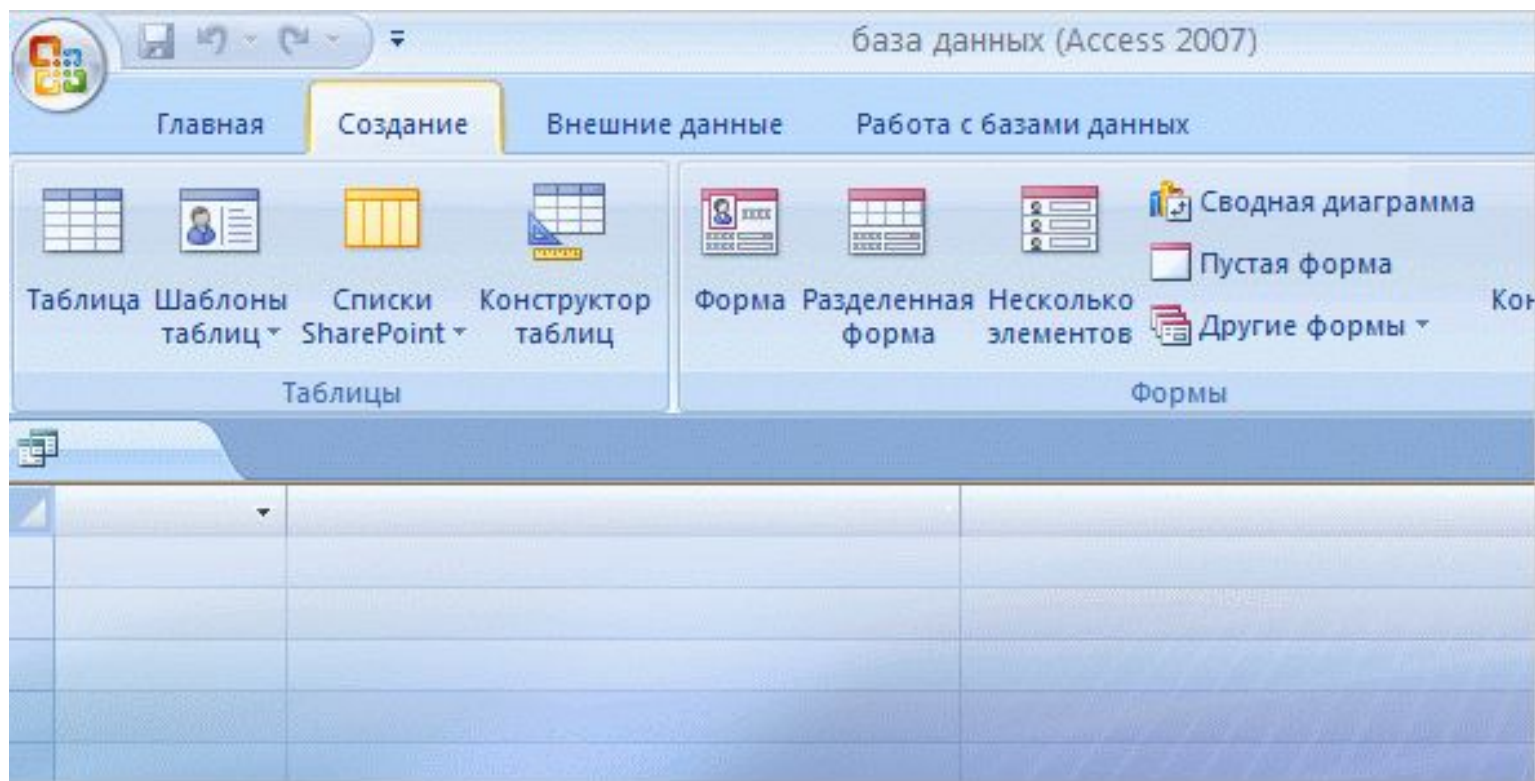 база данных (Access 2007)
Главная Создание Внешние данные Работа с базами данных
Таблица Шаблоны таблиц Списки SharePoint Конструктор таблиц
Форма Разделенная форма Несколько элементов
Сводная диаграмма
Пустая форма
Другие формы
Кон
Таблицы
Формы